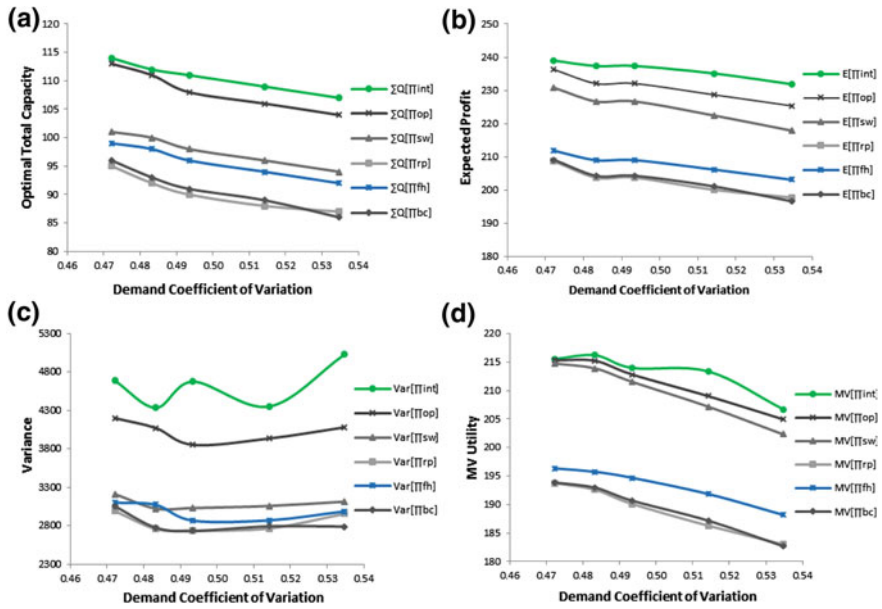 (a)
Optimal Total Capacity
120
115
110
105
100
95
90
85
80
0.46 0.47 0.48 0.49 0.50 0.51 0.52 0.53 0.54
Demand Coefficient of Variation
∑Q[∏int]
∑Q[∏op]
∑Q[∏sw]
∑Q[∏rp]
∑Q[∏fh]
∑Q[∏bc]
(b)
Expected Profit
250
240
230
220
210
200
190
180
0.46 0.47 0.48 0.49 0.50 0.51 0.52 0.53 0.54
Demand Coefficient of Variation
E[∏int]
E[∏op]
E[∏sw]
E[∏rp]
E[∏fh]
E[∏bc]
(c)
Variance
5300
4800
4300
3800
3300
2800
2300
0.46 0.47 0.48 0.49 0.50 0.51 0.52 0.53 0.54
Demand Coefficient of Variation
Var[∏int]
Var[∏op]
Var[∏sw]
Var[∏rp]
Var[∏fh]
Var[∏bc]
(d)
MV Utility
220
215
210
205
200
195
190
185
180
0.46 0.47 0.48 0.49 0.50 0.51 0.52 0.53 0.54
Demand Coefficient of Variation
MV[∏int]
MV[∏op]
MV[∏sw]
MV[∏rp]
MV[∏fh]
MV[∏bc]